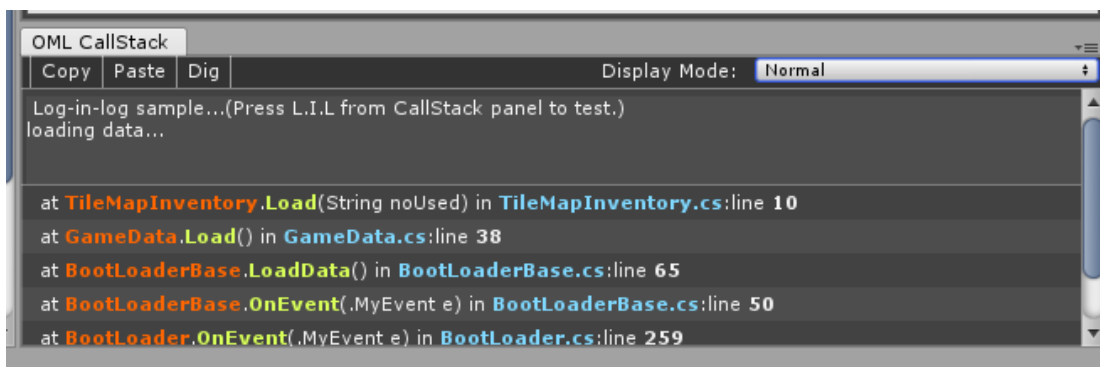 OML CallStack
Copy Paste Dig Display Mode: Normal
Log-in-log sample...(Press L.I.L from CallStack panel to test.)
loading data...
at TileMapInventory.Load(String noUsed) in TileMapInventory.cs:line 10
at GameData.Load() in GameData.cs:line 38
at BootLoaderBase.LoadData() in BootLoaderBase.cs:line 65
at BootLoaderBase.OnEvent(.MyEvent e) in BootLoaderBase.cs:line 50
at BootLoader.OnEvent(.MyEvent e) in BootLoader.cs:line 259